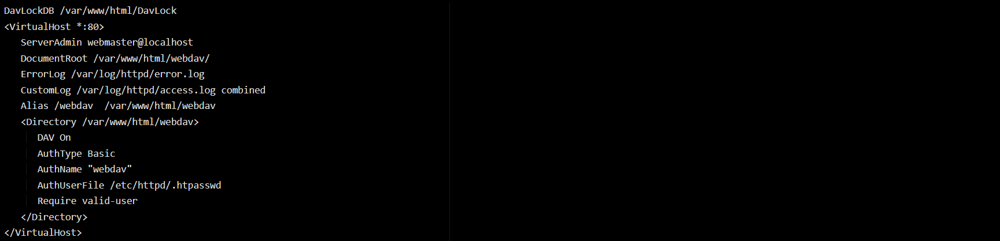 DavLockDB /var/www/html/DavLock
<VirtualHost *:80>
   ServerAdmin webmaster@localhost
   DocumentRoot /var/www/html/webdav/
   ErrorLog /var/log/httpd/error.log
   CustomLog /var/log/httpd/access.log combined
   Alias /webdav  /var/www/html/webdav
   <Directory /var/www/html/webdav>
      DAV On
      AuthType Basic
      AuthName "webdav"
      AuthUserFile /etc/httpd/.htpasswd
      Require valid-user
   </Directory>
</VirtualHost>